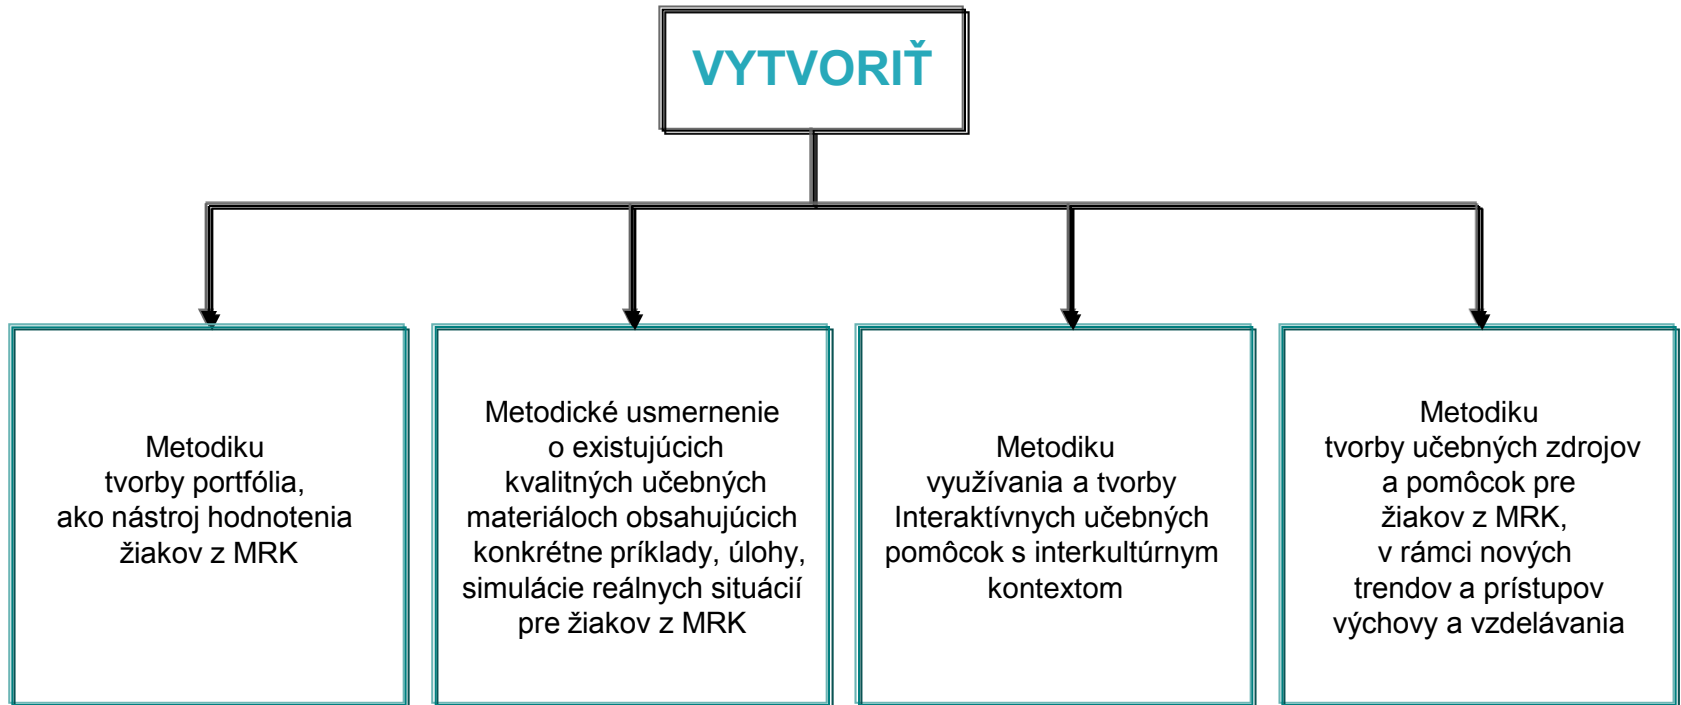 VYTVORIŤ
Metodiku
tvorby portfólia,
ako nástroj hodnotenia
žiakov z MRK
Metodické usmernenie
o existujúcich
kvalitných učebných
materiáloch obsahujúcich
konkrétne príklady, úlohy,
simulácie reálnych situácií
pre žiakov z MRK
Metodiku
využívania a tvorby
Interaktívnych učebných
pomôcok s interkultúrnym
kontextom
Metodiku
tvorby učebných zdrojov
a pomôcok pre
žiakov z MRK,
v rámci nových
trendov a prístupov
výchovy a vzdelávania